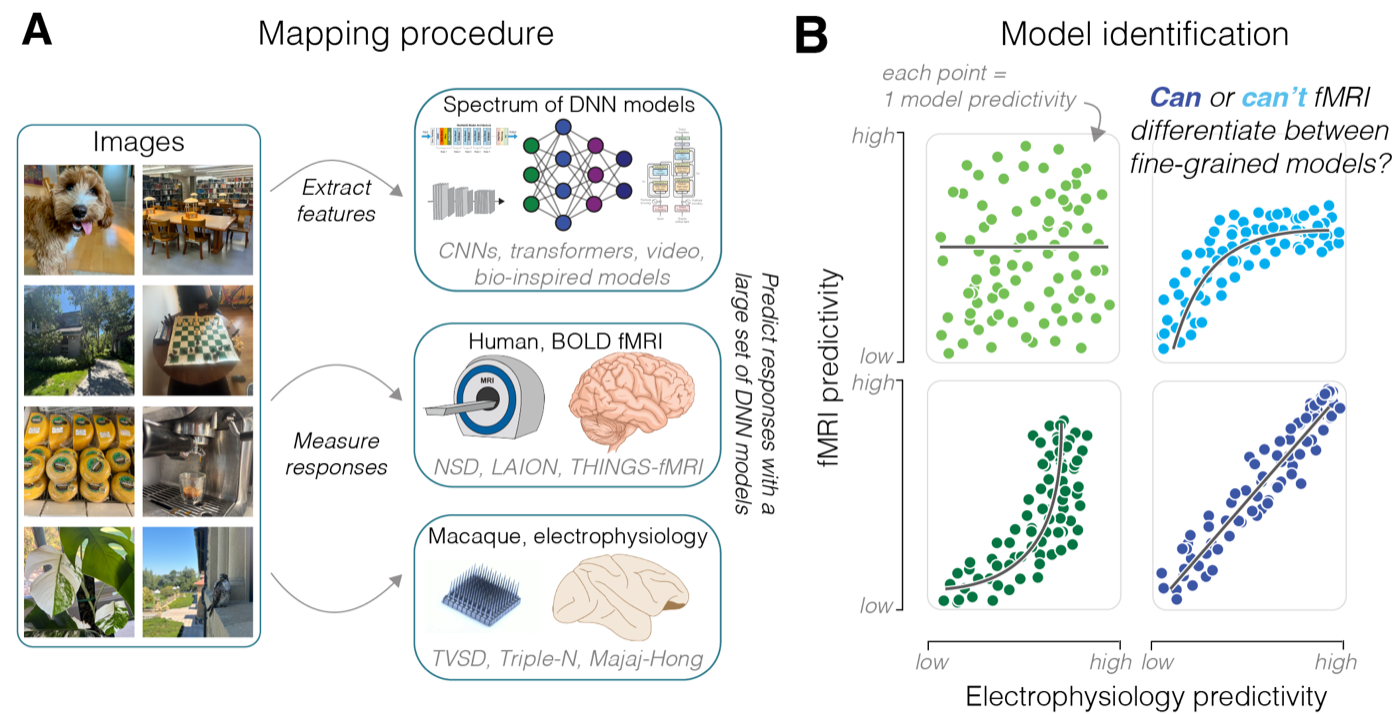 A
Mapping procedure
Images
Extract
features
Measure
responses
Spectrum of DNN models
CNNs, transformers, video,
bio-inspired models
Human, BOLD fMRI
MRI
NSD, LAION, THINGS-fMRI
Macaque, electrophysiology
TVSD, Triple-N, Majaj-Hong
Predict responses with a
large set of DNN models
B
Model identification
each point =
1 model predictivity
Can or can't fMRI
differentiate between
fine-grained models?
fMRI predictivity
high
low
high
low
low
high
low
high
Electrophysiology predictivity